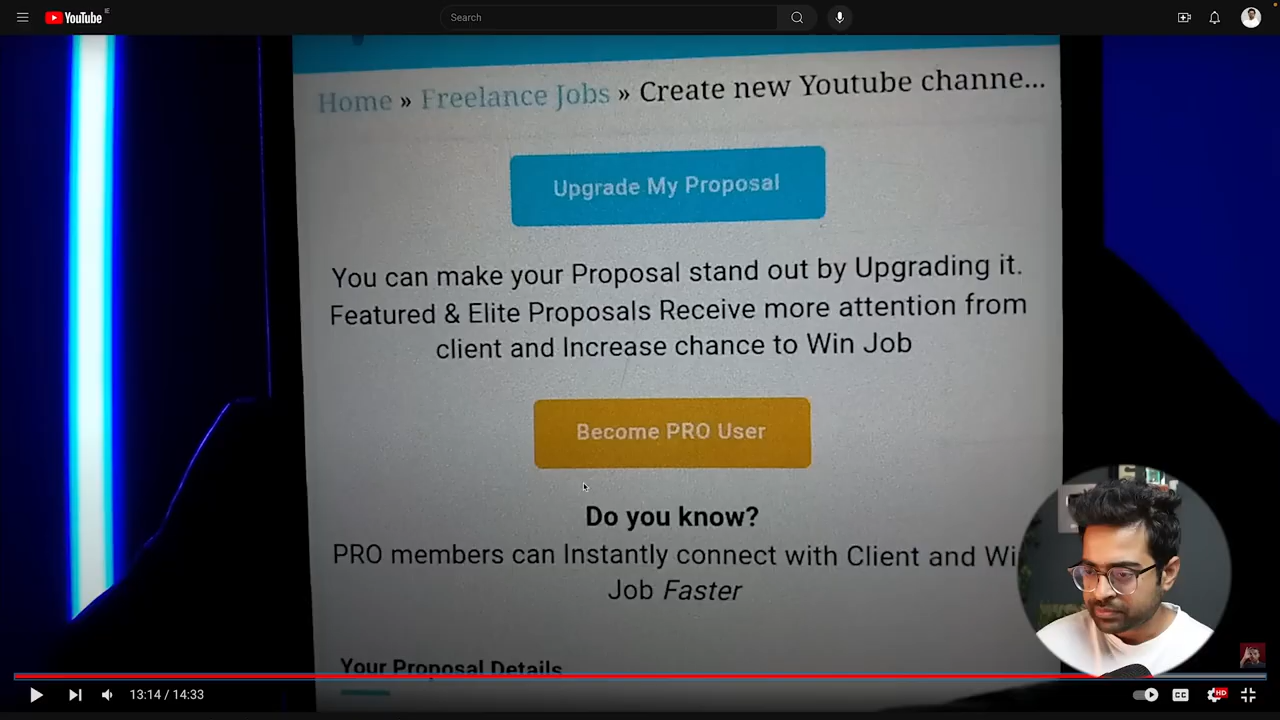 YouTube IE
Search
Home » Freelance Jobs » Create new Youtube channe...
Upgrade My Proposal
You can make your Proposal stand out by Upgrading it.
Featured & Elite Proposals Receive more attention from
client and Increase chance to Win Job
Become PRO User
Do you know?
PRO members can Instantly connect with Client and Wi
Job Faster
Your Proposal Details
13:14 / 14:33
CC
HD